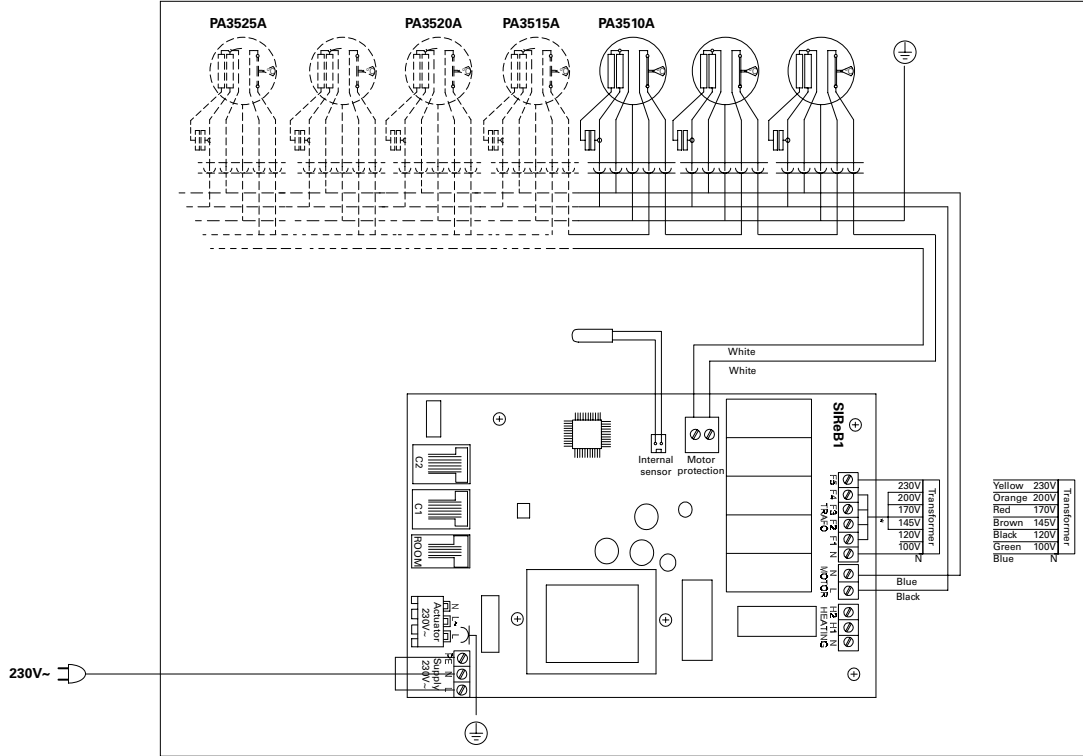 PA3525A
PA3520A
PA3515A
PA3510A
White
White
SIReB1
Internal
sensor
Motor
protection
C2
C1
ROOM
F5
F4
F3
F2
F1
N
TRAFO
230V
200V
170V
145V
120V
100V
N
Transformer
*
Yellow 230V
Orange 200V
Red 170V
Brown 145V
Black 120V
Green 100V
Blue N
Transformer
N
L
MOTOR
Blue
Black
H2
H1
N
HEATING
Actuator
230V~
N
L~
L
PE
N
L
Supply
230V~
230V~